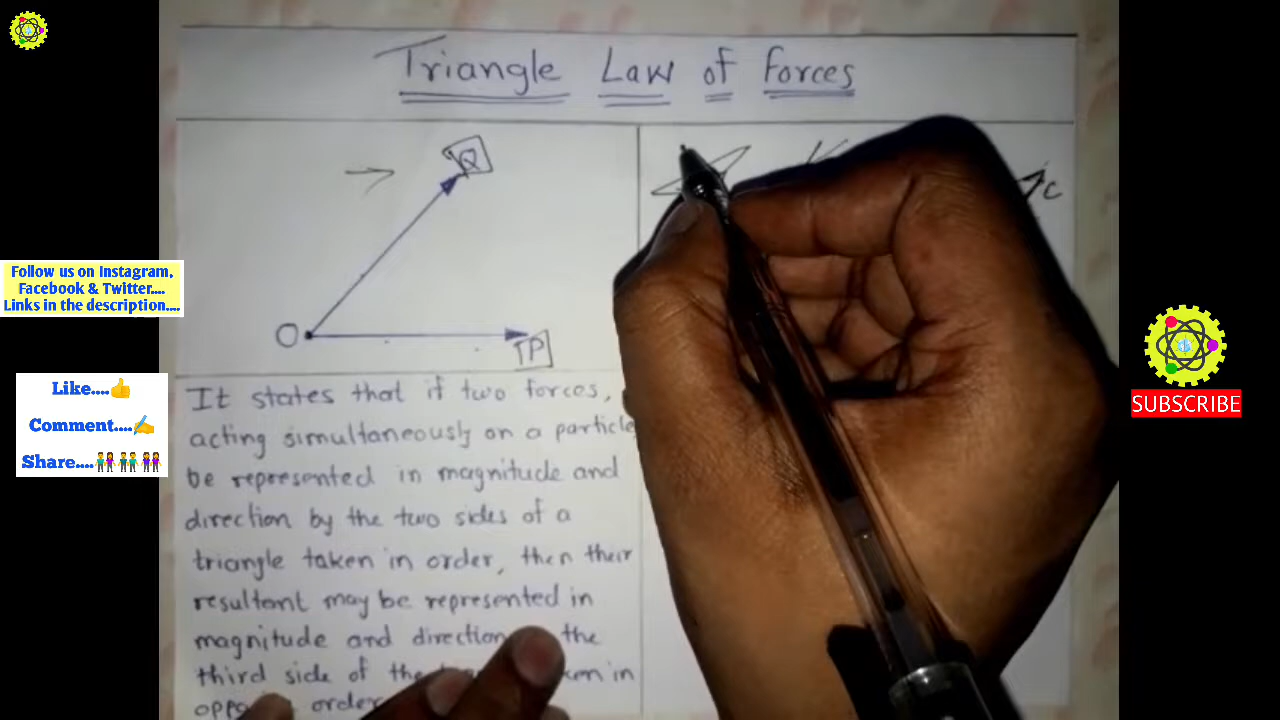 Triangle Law of forces
Q
O
P
C
It states that if two forces,
acting simultaneously on a particle,
be represented in magnitude and
direction by the two sides of a
triangle taken in order, then their
resultant may be represented in
magnitude and direction the
third side of the in
order
Follow us on Instagram,
Facebook & Twitter....
Links in the description....
Like....👍
Comment....✍
Share....👫👬👭
SUBSCRIBE